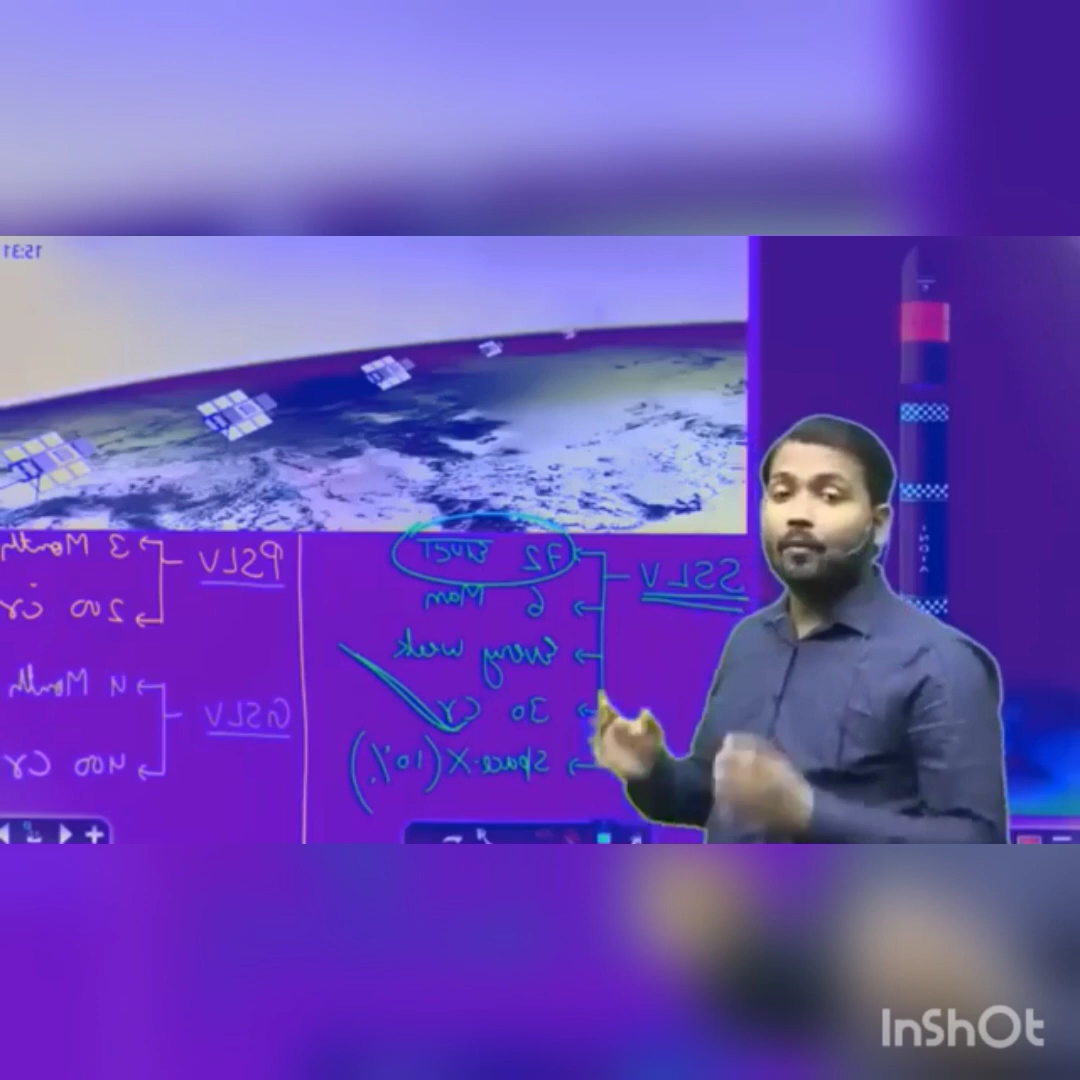 15:31
SSLV
72
6 Man
Every week
30 Cr
Space-X (10%)
PSLV
3 Month
200 Cr
GSLV
4 Month
400 Cr
INDIA
InShOt